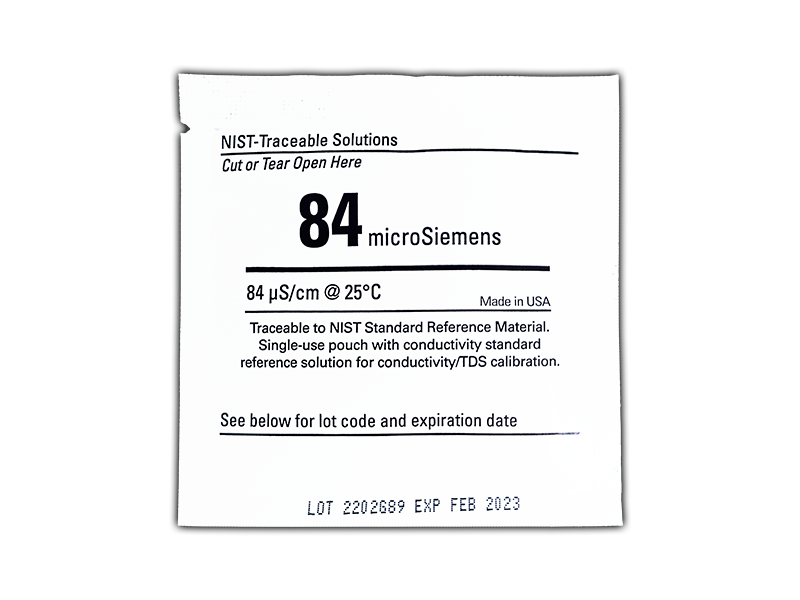 NIST-Traceable Solutions
Cut or Tear Open Here
84 microSiemens
84 µS/cm @ 25°C
Made in USA
Traceable to NIST Standard Reference Material.
Single-use pouch with conductivity standard
reference solution for conductivity/TDS calibration.
See below for lot code and expiration date
LOT 2202689 EXP FEB 2023